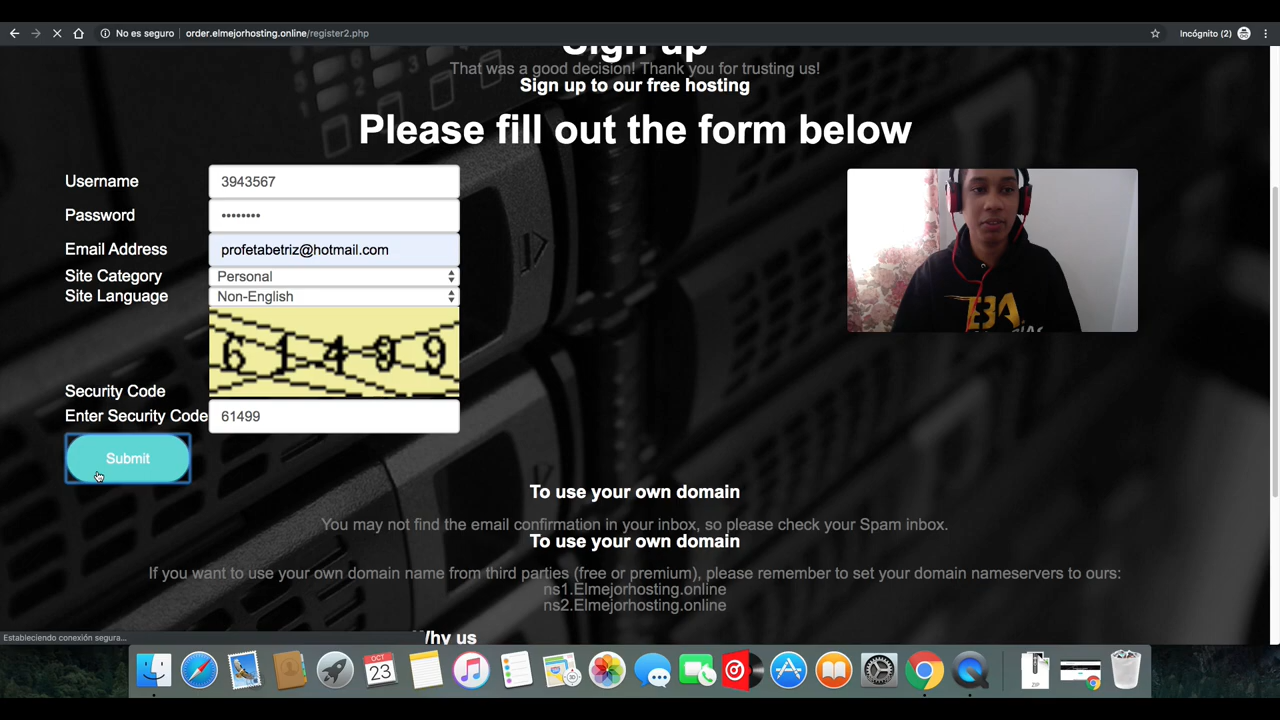 No es seguro order.elmejorhosting.online/register2.php Incógnito (2)
Sign up
That was a good decision! Thank you for trusting us!
Sign up to our free hosting
Please fill out the form below
Username 3943567
Password ••••••••
Email Address profetabetriz@hotmail.com
Site Category Personal
Site Language Non-English
Security Code
Enter Security Code 61499
Submit
To use your own domain
You may not find the email confirmation in your inbox, so please check your Spam inbox.
To use your own domain
If you want to use your own domain name from third parties (free or premium), please remember to set your domain nameservers to ours:
ns1.Elmejorhosting.online
ns2.Elmejorhosting.online
Estableciendo conexión segura...
Why us
OCT
23
ZIP